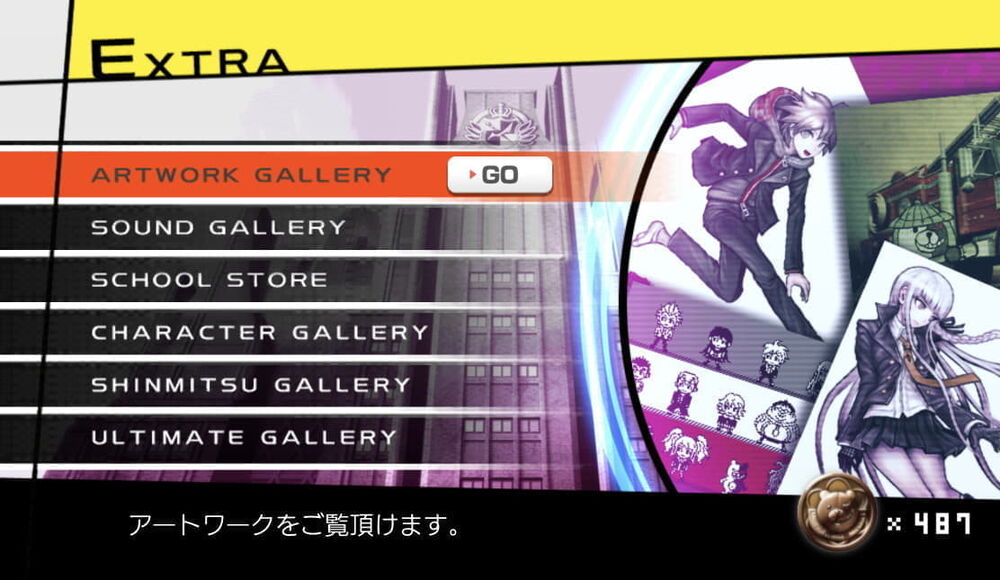 EXTRA
ARTWORK GALLERY
GO
SOUND GALLERY
SCHOOL STORE
CHARACTER GALLERY
SHINMITSU GALLERY
ULTIMATE GALLERY
アートワークをご覧頂けます。
x 487